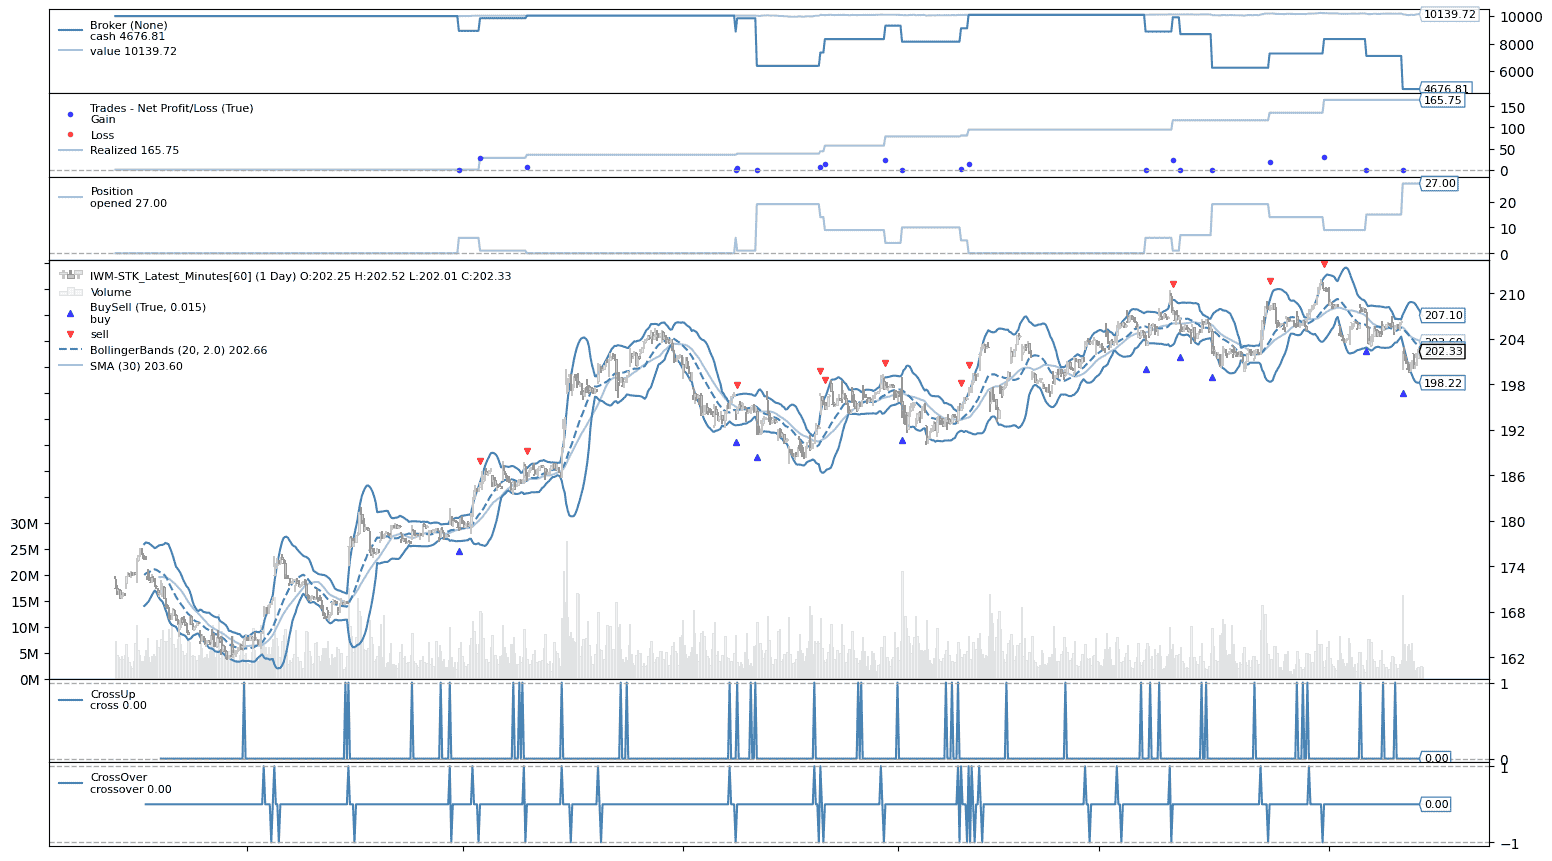 Broker (None)
cash 4676.81
value 10139.72
10139.72
10000
8000
6000
4676.81
Trades - Net Profit/Loss (True)
Gain
Loss
Realized 165.75
165.75
150
100
50
0
Position
opened 27.00
27.00
20
10
0
IWM-STK_Latest_Minutes[60] (1 Day) O:202.25 H:202.52 L:202.01 C:202.33
Volume
BuySell (True, 0.015)
buy
sell
BollingerBands (20, 2.0) 202.66
SMA (30) 203.60
210
207.10
204
203.60
202.33
198
198.22
192
186
180
174
168
162
30M
25M
20M
15M
10M
5M
0M
CrossUp
cross 0.00
1
0.00
0
CrossOver
crossover 0.00
1
0.00
−1